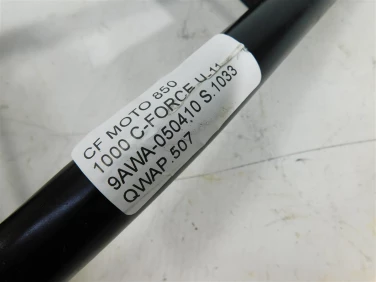 CF MOTO 850
1000 C-FORCE U.11
9AWA-050410 S.1033
QWAP.507